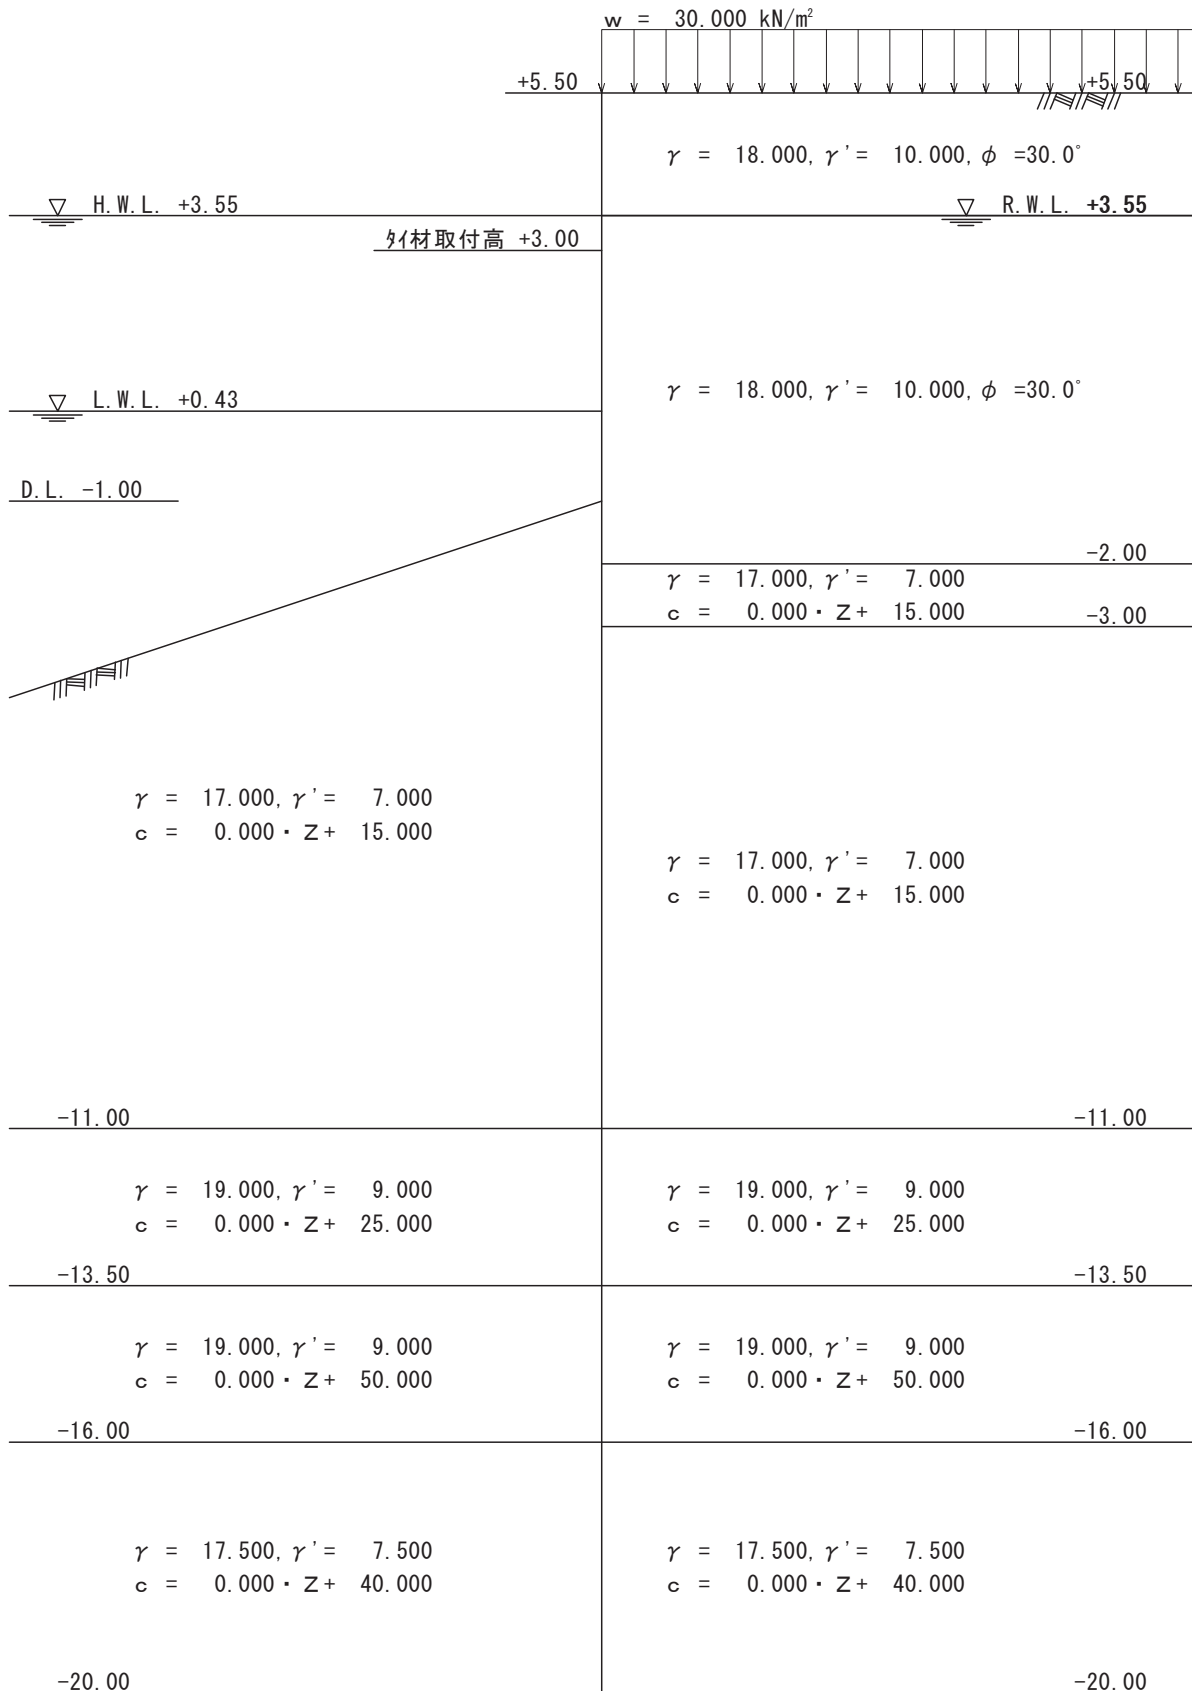 w = 30.000 kN/m²
+5.50 +5.50
γ = 18.000, γ'= 10.000, φ =30.0°
H.W.L. +3.55 R.W.L. +3.55
ﾀｲ材取付高 +3.00
γ = 18.000, γ'= 10.000, φ =30.0°
L.W.L. +0.43
D.L. -1.00
-2.00
γ = 17.000, γ'= 7.000
c = 0.000・Z+ 15.000 -3.00
γ = 17.000, γ'= 7.000
c = 0.000・Z+ 15.000
γ = 17.000, γ'= 7.000
c = 0.000・Z+ 15.000
-11.00 -11.00
γ = 19.000, γ'= 9.000 γ = 19.000, γ'= 9.000
c = 0.000・Z+ 25.000 c = 0.000・Z+ 25.000
-13.50 -13.50
γ = 19.000, γ'= 9.000 γ = 19.000, γ'= 9.000
c = 0.000・Z+ 50.000 c = 0.000・Z+ 50.000
-16.00 -16.00
γ = 17.500, γ'= 7.500 γ = 17.500, γ'= 7.500
c = 0.000・Z+ 40.000 c = 0.000・Z+ 40.000
-20.00 -20.00